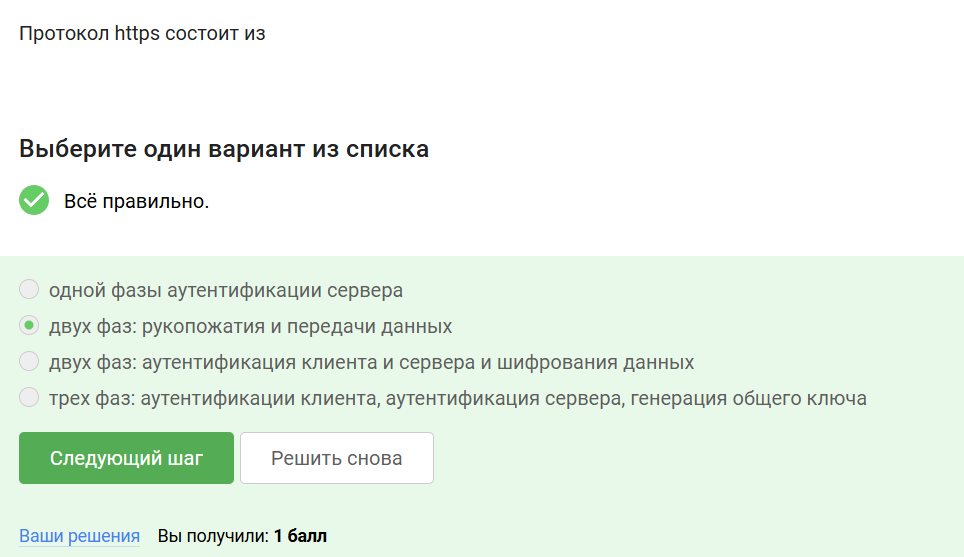 Протокол https состоит из
Выберите один вариант из списка
Всё правильно.
одной фазы аутентификации сервера
двух фаз: рукопожатия и передачи данных
двух фаз: аутентификация клиента и сервера и шифрования данных
трех фаз: аутентификации клиента, аутентификация сервера, генерация общего ключа
Следующий шаг Решить снова
Ваши решения Вы получили: 1 балл